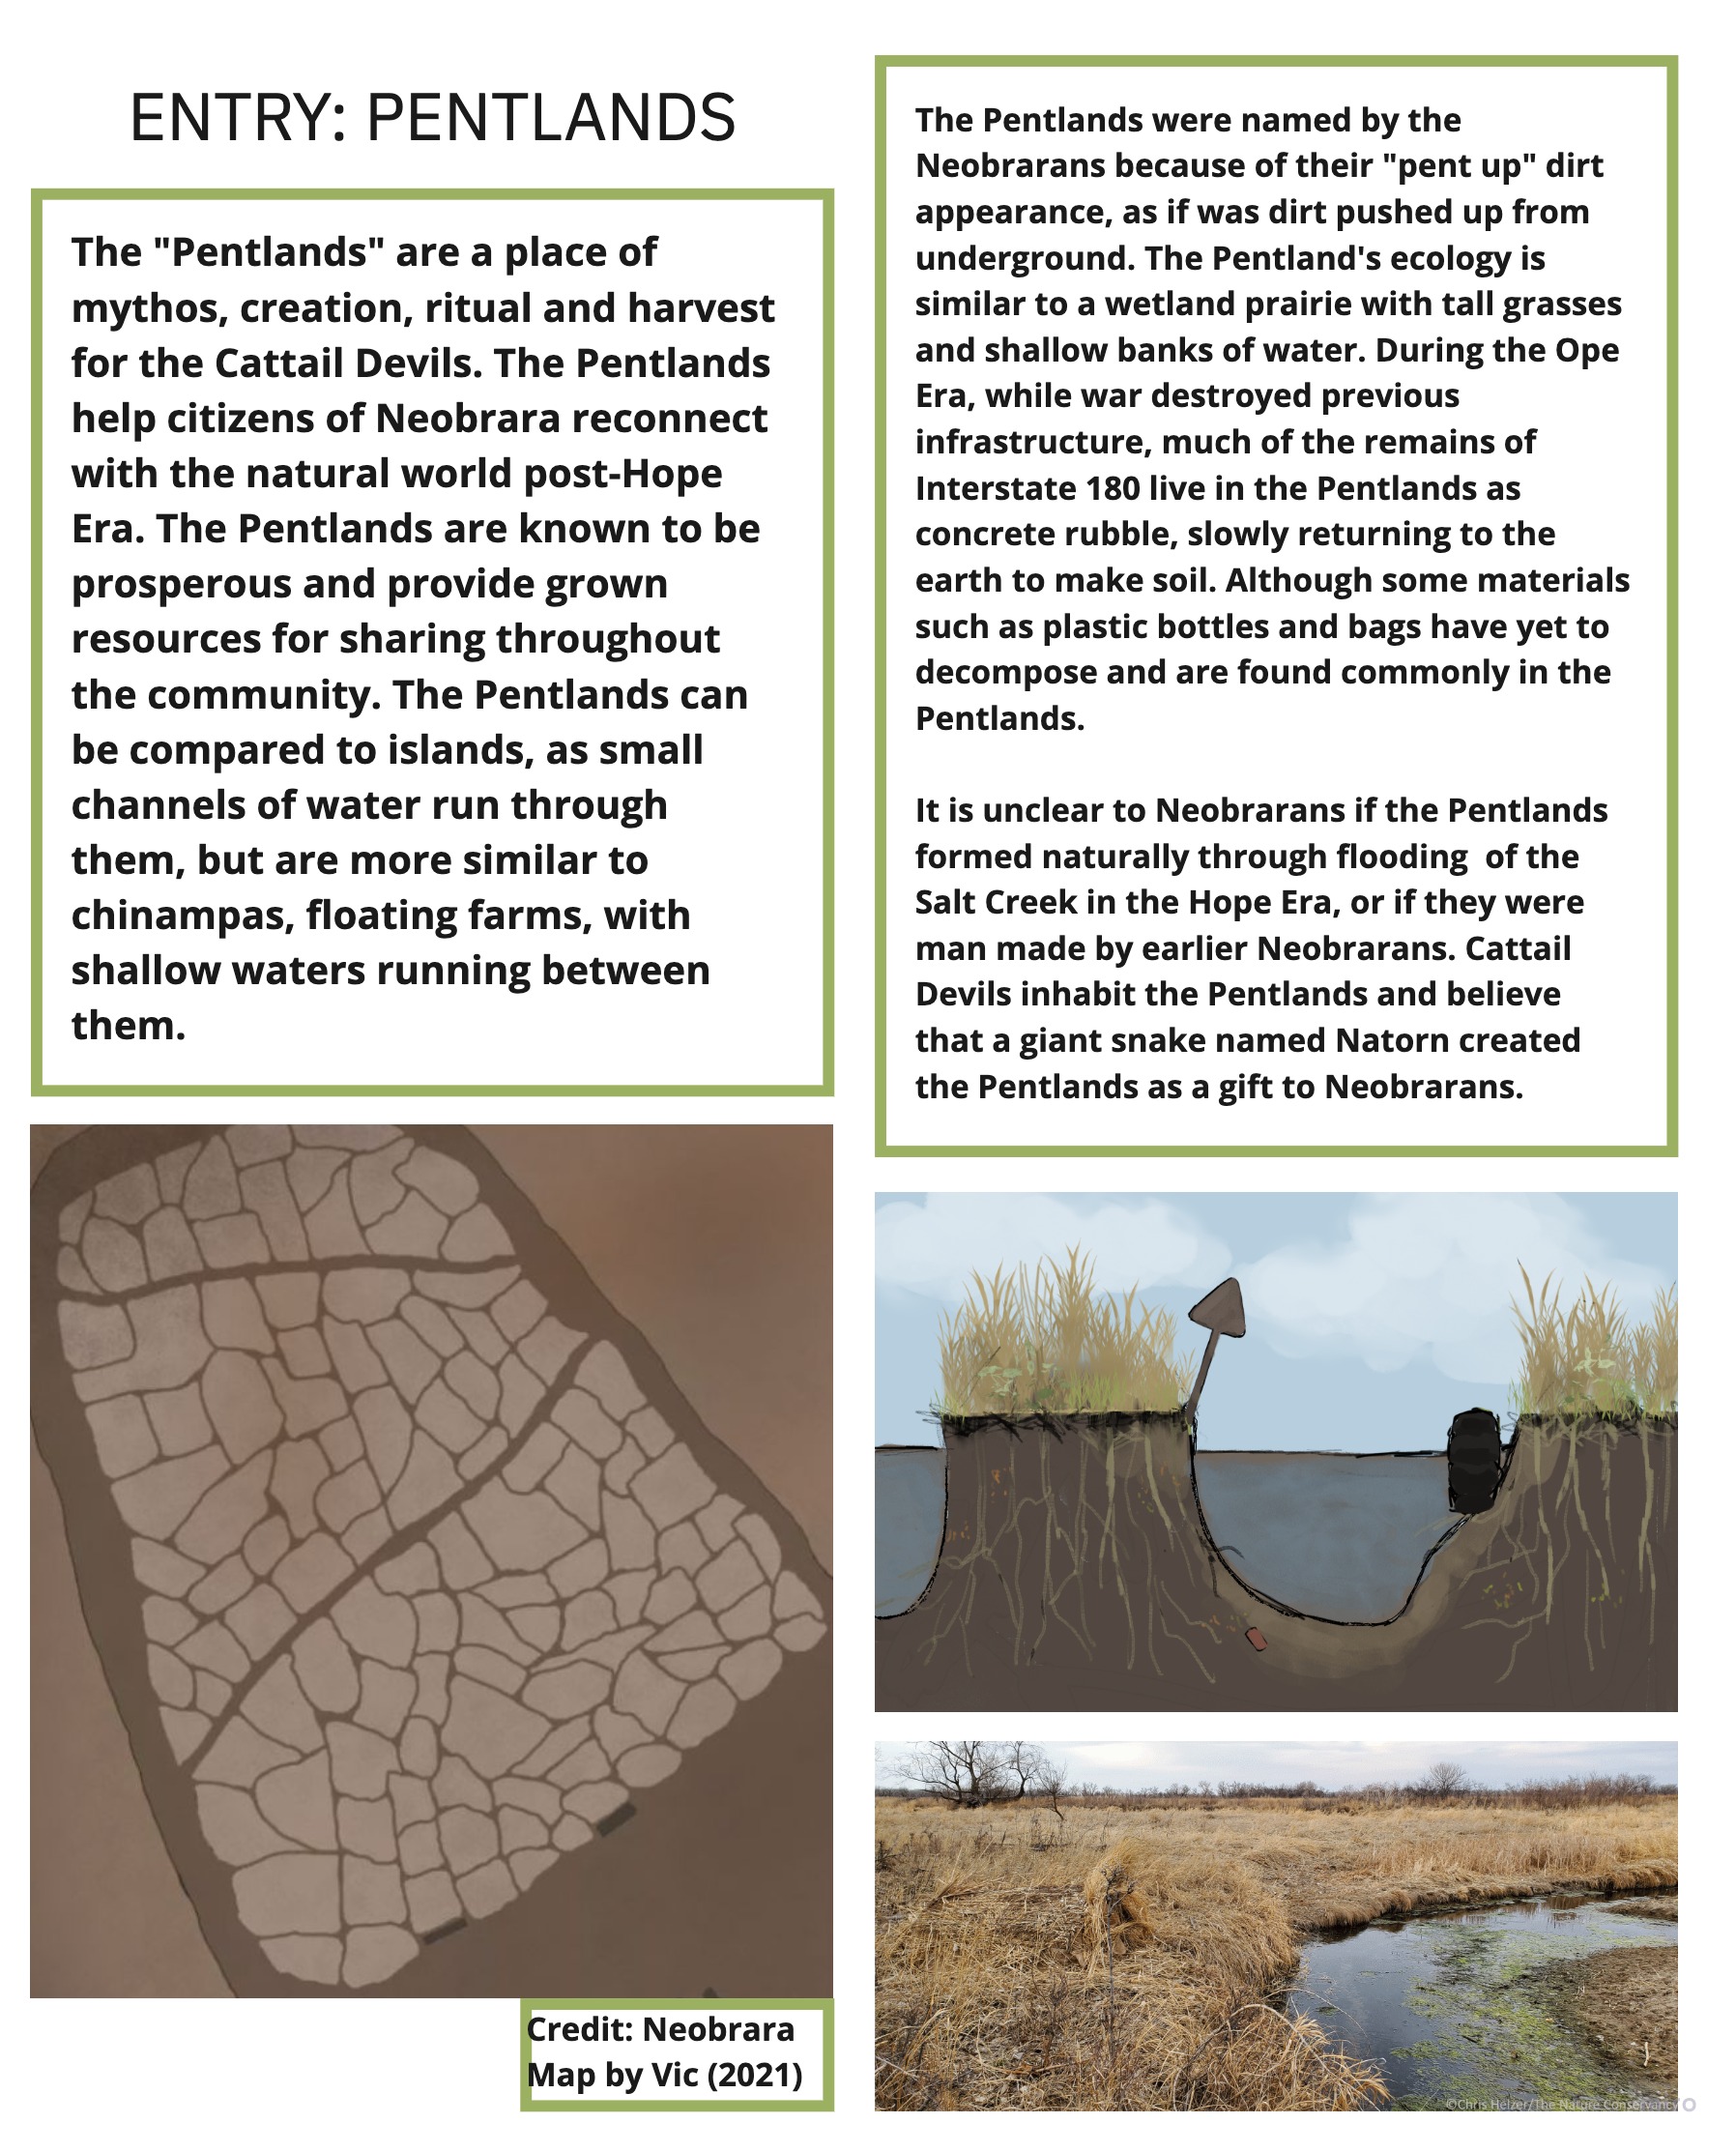 ENTRY: PENTLANDS
The "Pentlands" are a place of
mythos, creation, ritual and harvest
for the Cattail Devils. The Pentlands
help citizens of Neobrara reconnect
with the natural world post-Hope
Era. The Pentlands are known to be
prosperous and provide grown
resources for sharing throughout
the community. The Pentlands can
be compared to islands, as small
channels of water run through
them, but are more similar to
chinampas, floating farms, with
shallow waters running between
them.
Credit: Neobrara
Map by Vic (2021)
The Pentlands were named by the
Neobrarans because of their "pent up" dirt
appearance, as if was dirt pushed up from
underground. The Pentland's ecology is
similar to a wetland prairie with tall grasses
and shallow banks of water. During the Ope
Era, while war destroyed previous
infrastructure, much of the remains of
Interstate 180 live in the Pentlands as
concrete rubble, slowly returning to the
earth to make soil. Although some materials
such as plastic bottles and bags have yet to
decompose and are found commonly in the
Pentlands.
It is unclear to Neobrarans if the Pentlands
formed naturally through flooding  of the
Salt Creek in the Hope Era, or if they were
man made by earlier Neobrarans. Cattail
Devils inhabit the Pentlands and believe
that a giant snake named Natorn created
the Pentlands as a gift to Neobrarans.
©Chris Helzer/The Nature Conservancy